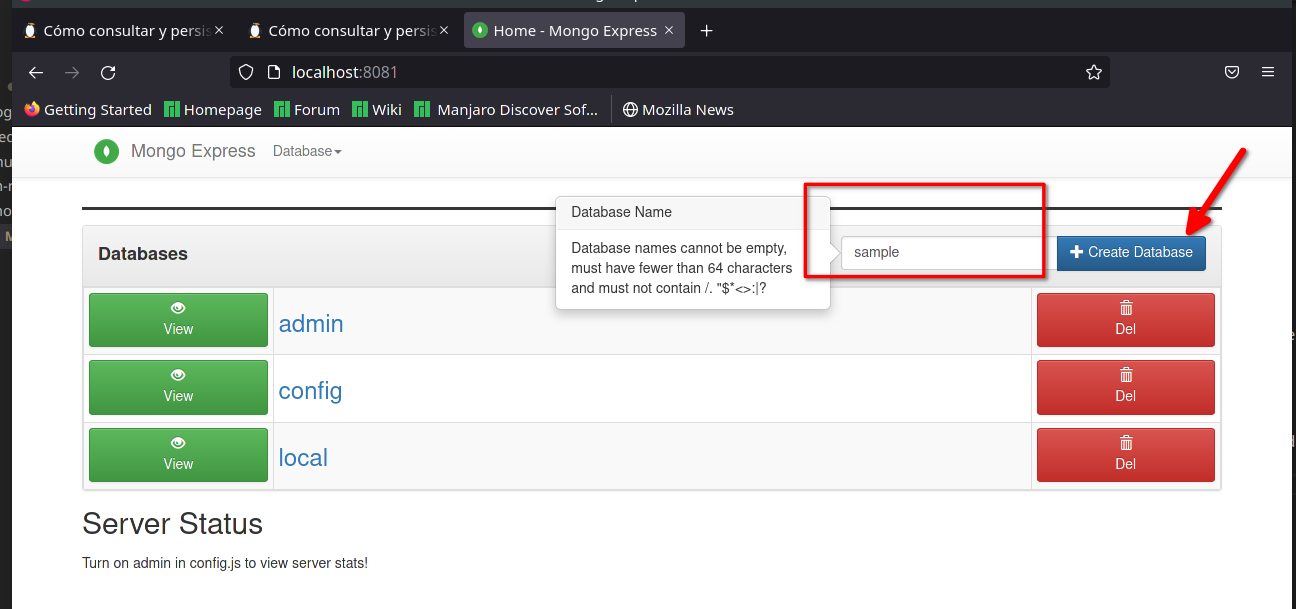 Cómo consultar y persis
Cómo consultar y persis
Home - Mongo Express
localhost:8081
Getting Started
Homepage
Forum
Wiki
Manjaro Discover Sof...
Mozilla News
Mongo Express
Database
Database Name
Database names cannot be empty,
must have fewer than 64 characters
and must not contain /. "$*<>:|?
Databases
sample
Create Database
View
admin
Del
View
config
Del
View
local
Del
Server Status
Turn on admin in config.js to view server stats!